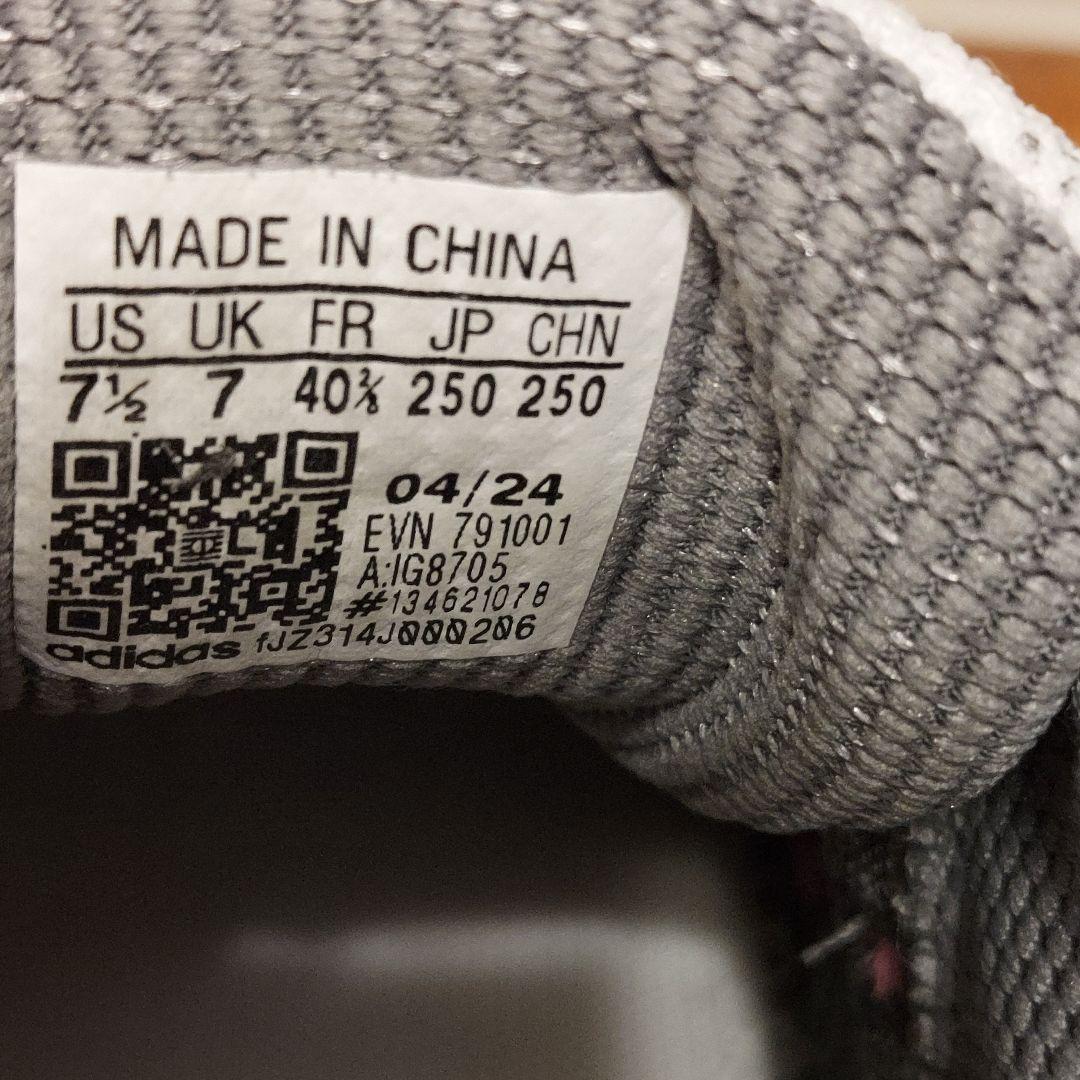 MADE IN CHINA
US UK FR JP CHN
7½ 7 40⅔ 250 250
04/24
EVN 791001
A:IG8705
#134621078
adidas fJZ314J000206